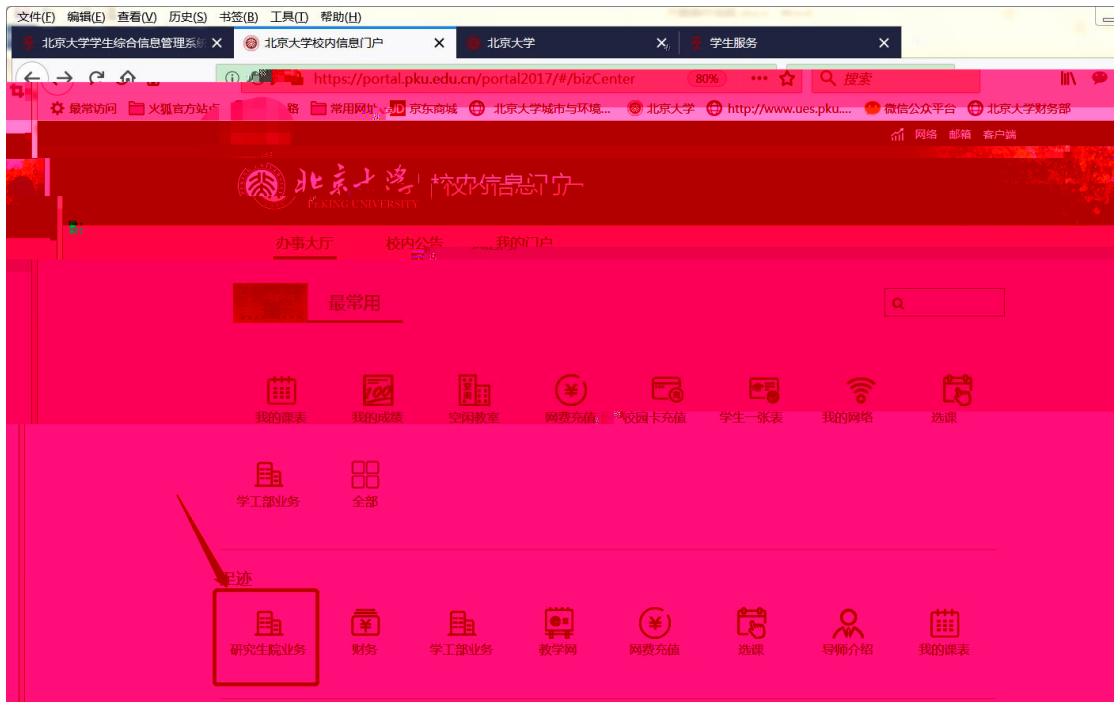 文件(F) 编辑(E) 查看(V) 历史(S) 书签(B) 工具(T) 帮助(H)
北京大学学生综合信息管理系统 北京大学校内信息门户 北京大学 学生服务
https://portal.pku.edu.cn/portal2017/#/bizCenter 80% 搜索
最常访问 火狐官方站点 常用网址 JD 京东商城 北京大学城市与环境... 北京大学 http://www.ues.pku.... 微信公众平台 北京大学财务部
网络 邮箱 客户端
北京大学 校内信息门户
PEKING UNIVERSITY
办事大厅 校内公告 我的门户
最常用
我的课表 我的成绩 空闲教室 网费充值 校园卡充值 学生一张表 我的网络 选课
学工部业务 全部
足迹
研究生院业务 财务 学工部业务 教学网 网费充值 选课 导师介绍 我的课表